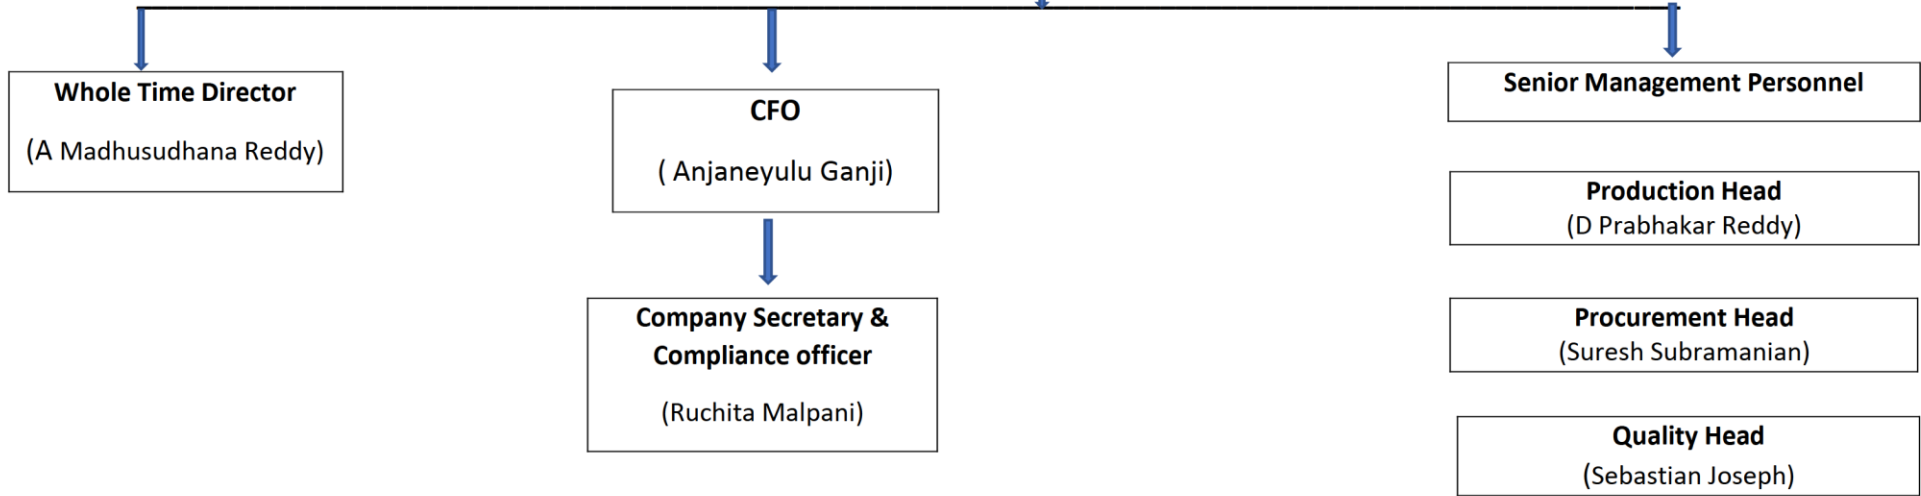 Whole Time Director
(A Madhusudhana Reddy)
CFO
( Anjaneyulu Ganji)
Company Secretary &
Compliance officer
(Ruchita Malpani)
Senior Management Personnel
Production Head
(D Prabhakar Reddy)
Procurement Head
(Suresh Subramanian)
Quality Head
(Sebastian Joseph)